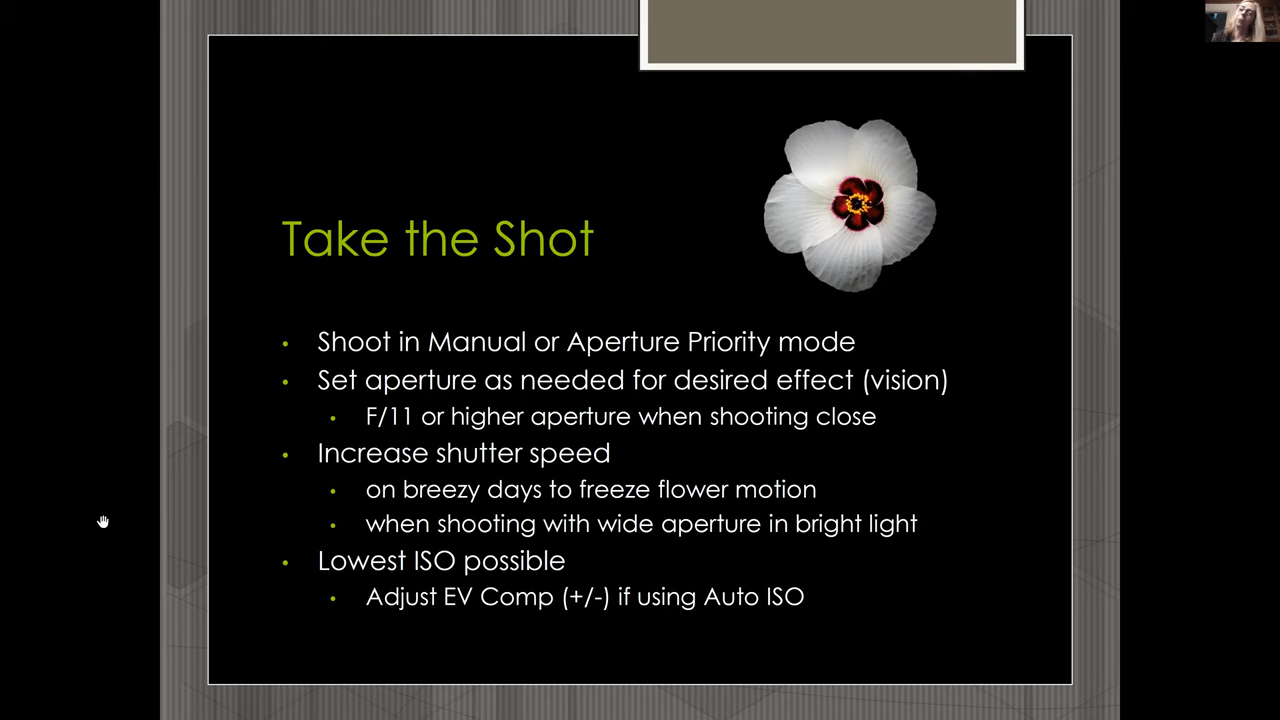 Take the Shot
• Shoot in Manual or Aperture Priority mode
• Set aperture as needed for desired effect (vision)
• F/11 or higher aperture when shooting close
• Increase shutter speed
• on breezy days to freeze flower motion
• when shooting with wide aperture in bright light
• Lowest ISO possible
• Adjust EV Comp (+/-) if using Auto ISO